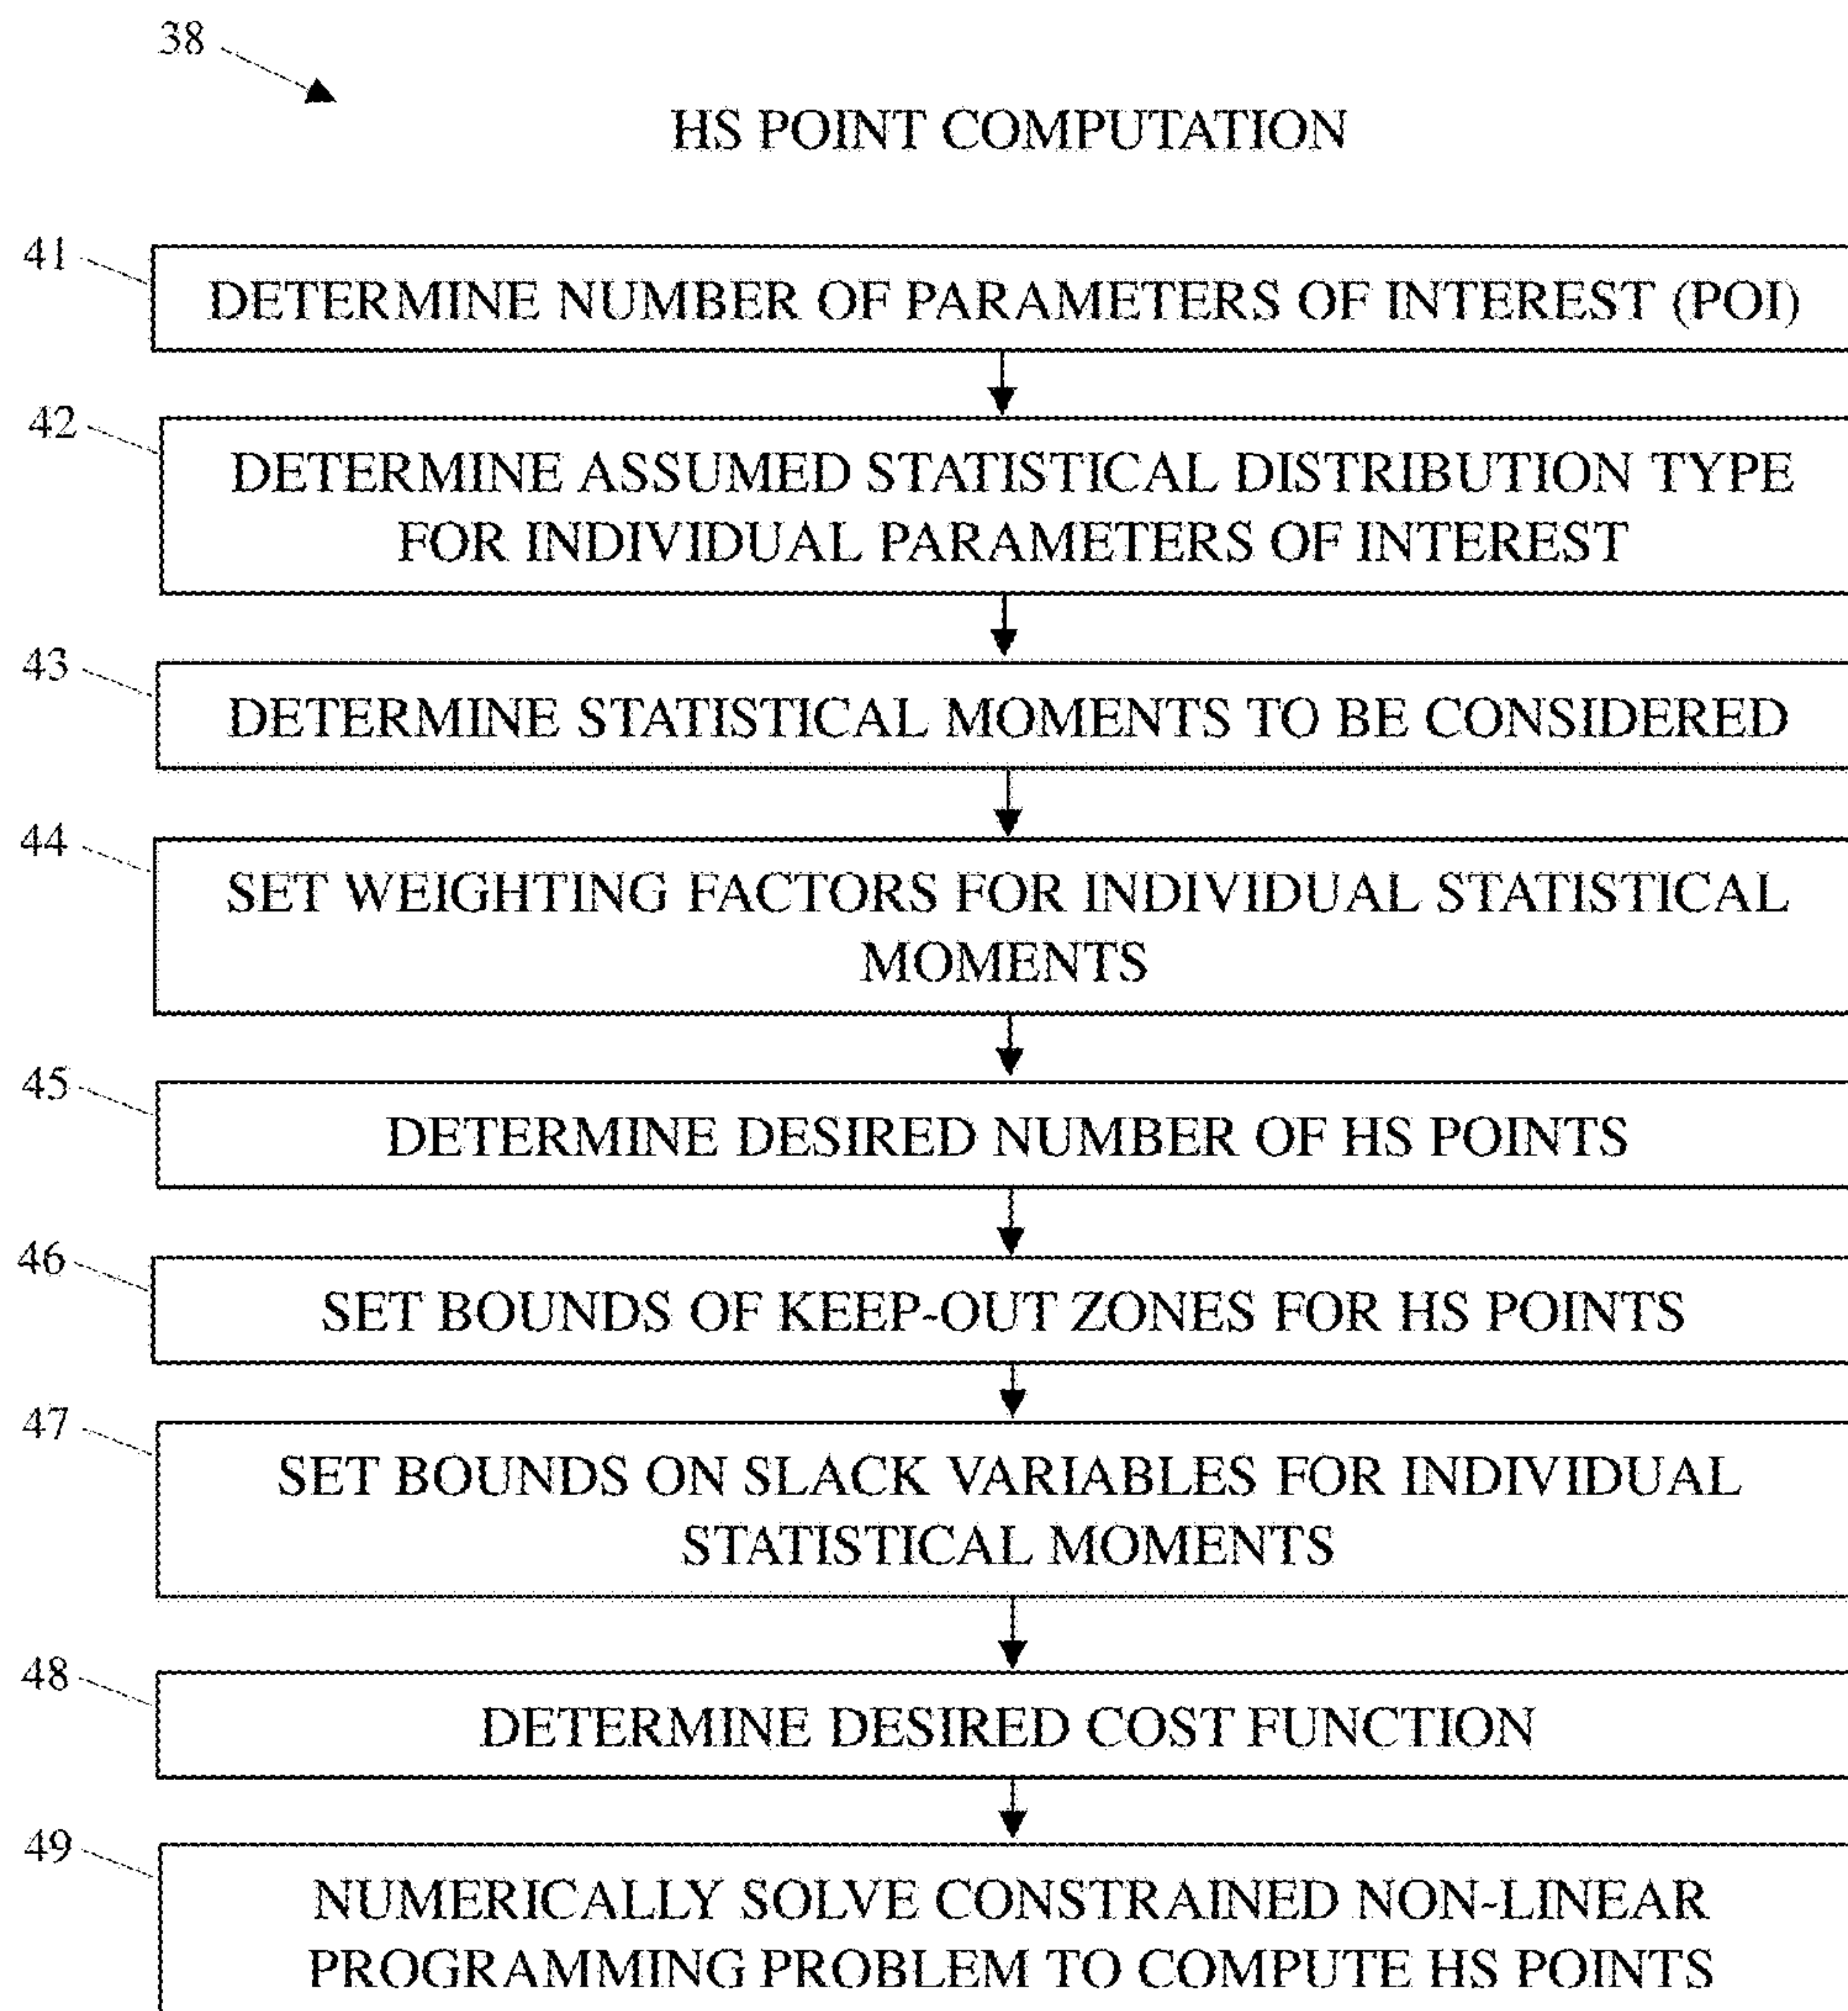 38
HS POINT COMPUTATION
41
DETERMINE NUMBER OF PARAMETERS OF INTEREST (POI)
42
DETERMINE ASSUMED STATISTICAL DISTRIBUTION TYPE
FOR INDIVIDUAL PARAMETERS OF INTEREST
43
DETERMINE STATISTICAL MOMENTS TO BE CONSIDERED
44
SET WEIGHTING FACTORS FOR INDIVIDUAL STATISTICAL
MOMENTS
45
DETERMINE DESIRED NUMBER OF HS POINTS
46
SET BOUNDS OF KEEP-OUT ZONES FOR HS POINTS
47
SET BOUNDS ON SLACK VARIABLES FOR INDIVIDUAL
STATISTICAL MOMENTS
48
DETERMINE DESIRED COST FUNCTION
49
NUMERICALLY SOLVE CONSTRAINED NON-LINEAR
PROGRAMMING PROBLEM TO COMPUTE HS POINTS